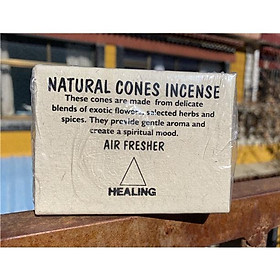 NATURAL CONES INCENSE
These cones are made from delicate
blends of exotic flowers, selected herbs and
spices. They provide gentle aroma and
create a spiritual mood.
AIR FRESHER
HEALING